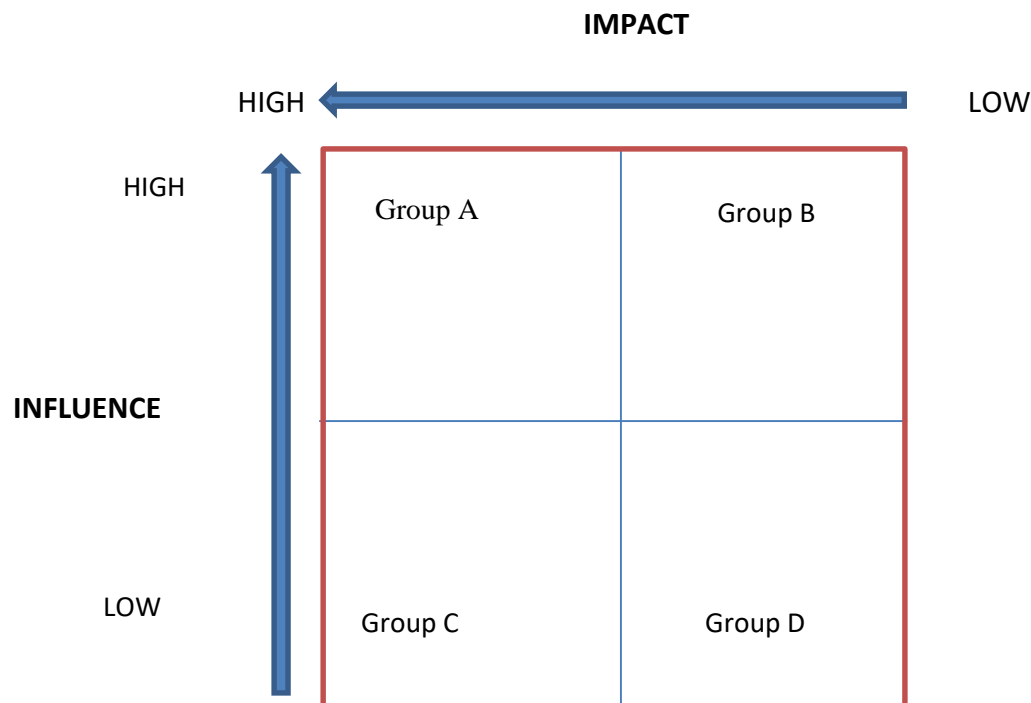 IMPACT
HIGH LOW
HIGH
Group A Group B
INFLUENCE
LOW
Group C Group D